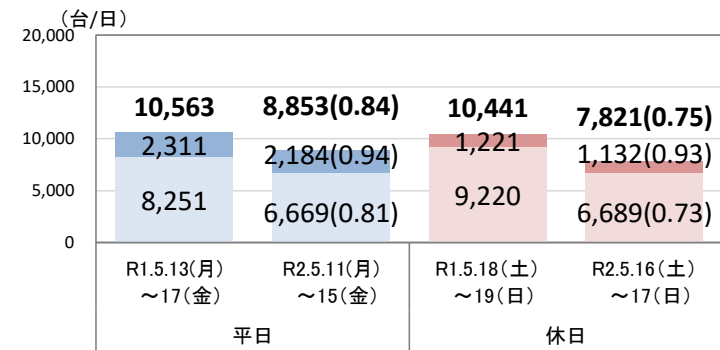 （台/日）
20,000
15,000
10,000
5,000
0
10,563
2,311
8,251
8,853(0.84)
2,184(0.94)
6,669(0.81)
10,441
1,221
9,220
7,821(0.75)
1,132(0.93)
6,689(0.73)
R1.5.13(月)
～17(金)
R2.5.11(月)
～15(金)
R1.5.18(土)
～19(日)
R2.5.16(土)
～17(日)
平日
休日